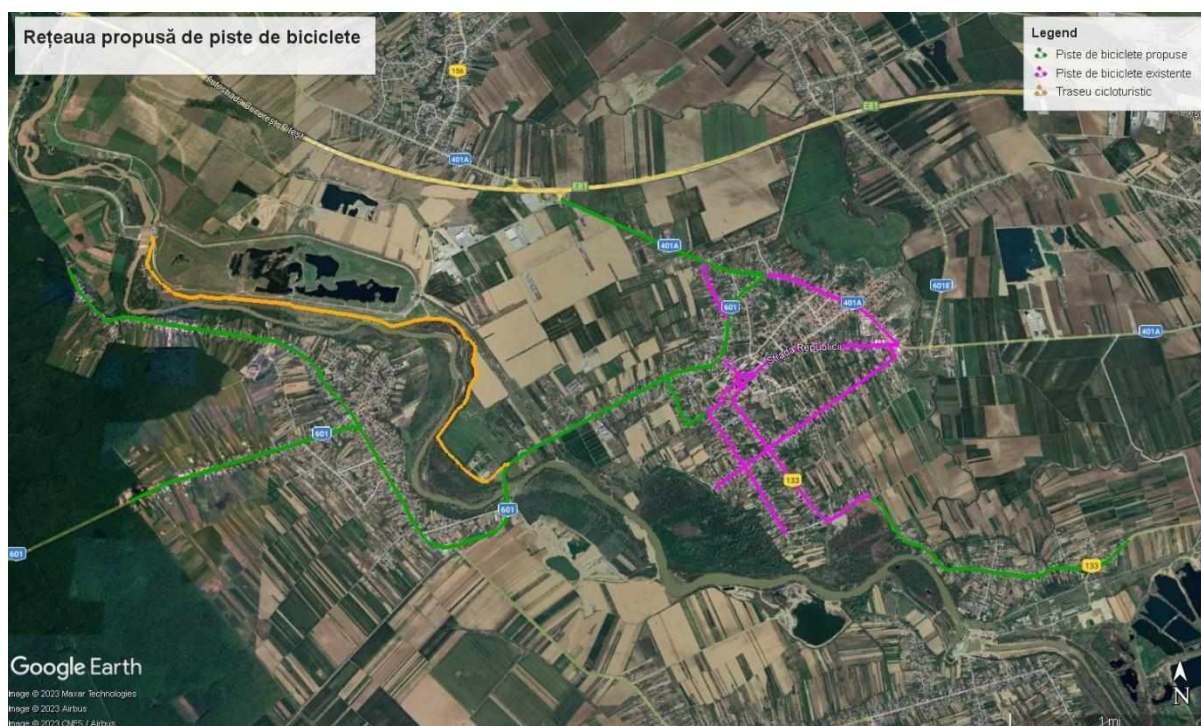 Rețeaua propusă de piste de biciclete
Legend
Piste de biciclete propuse
Piste de biciclete existente
Traseu cicloturistic
156
401A
E81
E81
401A
601
401A
601E
401A
Strada Republicii
601
133
601
601
133
Google Earth
Image © 2023 Maxar Technologies
Image © 2023 Airbus
Image © 2023 CNES / Airbus
N
1 mi